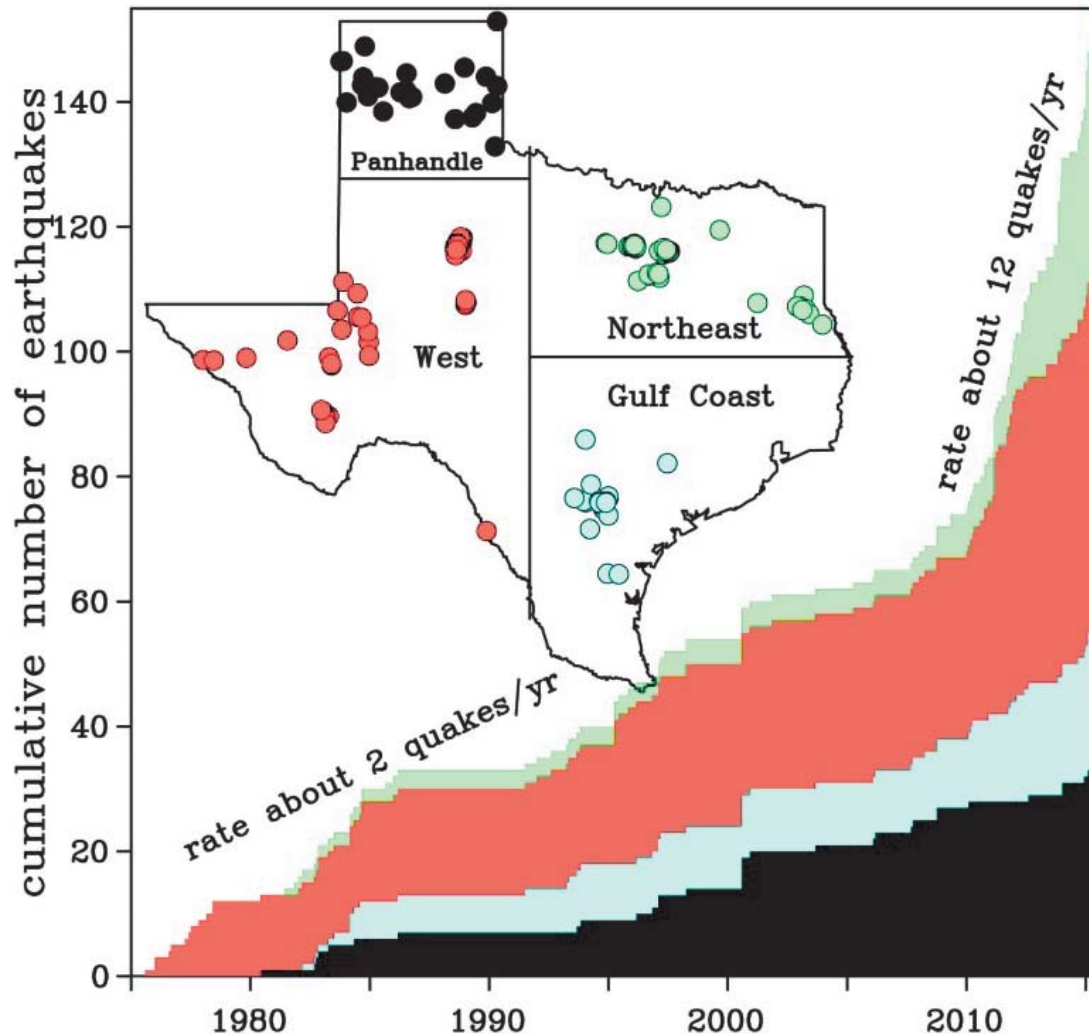 cumulative number of earthquakes
140
120
100
80
60
40
20
0
Panhandle
West
Northeast
Gulf Coast
rate about 2 quakes/yr
rate about 12 quakes/yr
1980
1990
2000
2010